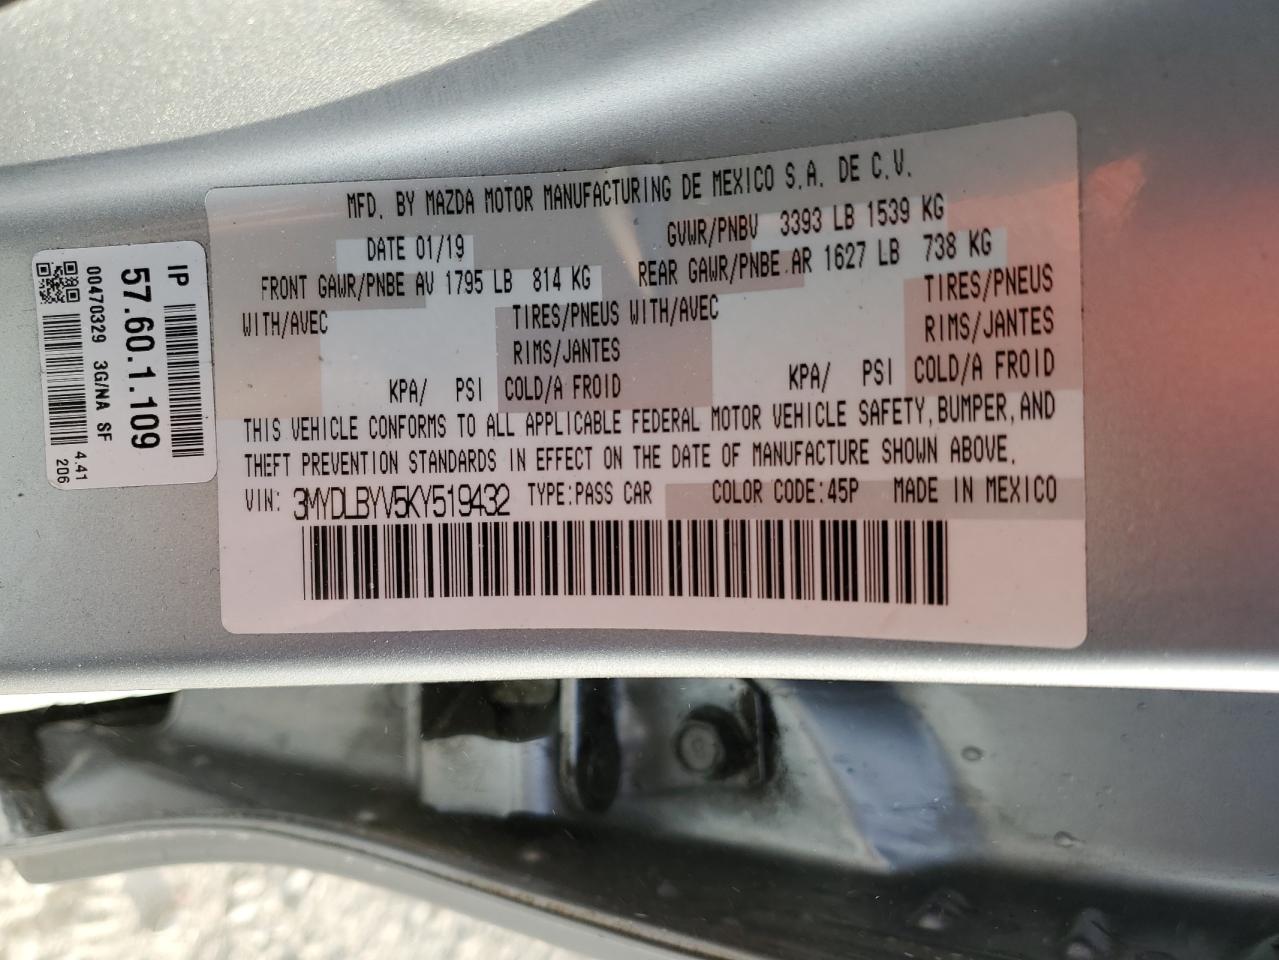 MFD. BY MAZDA MOTOR MANUFACTURING DE MEXICO S.A. DE C.V.
DATE 01/19 GVWR/PNBV 3393 LB 1539 KG
FRONT GAWR/PNBE AV 1795 LB 814 KG REAR GAWR/PNBE AR 1627 LB 738 KG
WITH/AVEC TIRES/PNEUS WITH/AVEC TIRES/PNEUS
RIMS/JANTES RIMS/JANTES
KPA/ PSI COLD/A FROID KPA/ PSI COLD/A FROID
THIS VEHICLE CONFORMS TO ALL APPLICABLE FEDERAL MOTOR VEHICLE SAFETY, BUMPER, AND
THEFT PREVENTION STANDARDS IN EFFECT ON THE DATE OF MANUFACTURE SHOWN ABOVE.
VIN: 3MYDLBYV5KY519432 TYPE:PASS CAR COLOR CODE:45P MADE IN MEXICO
IP
57.60.1.109
00470329 3G/NA SF
4.41
206